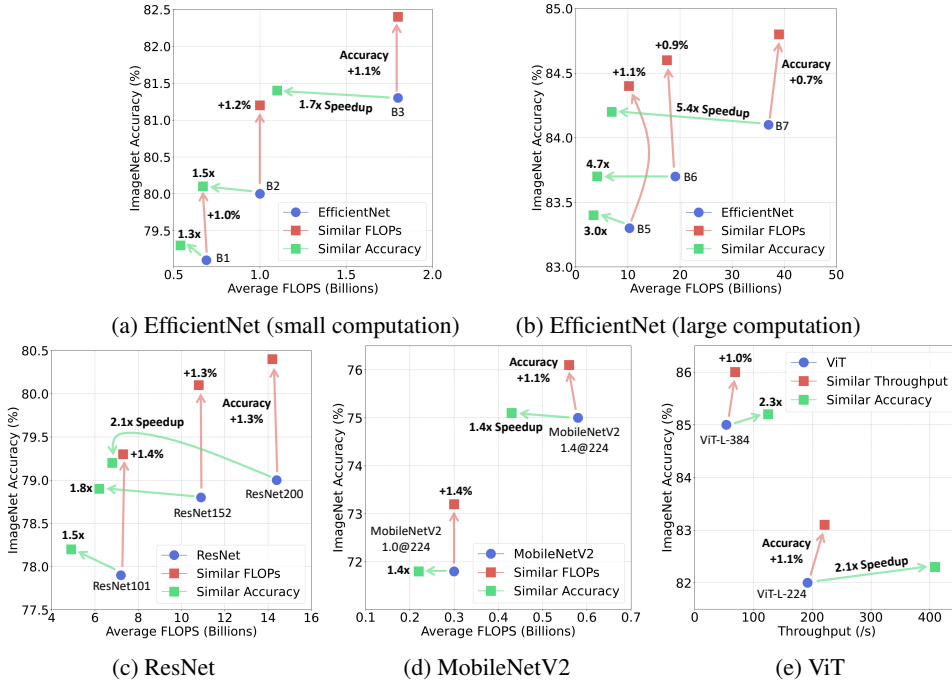 82.5
82.0
81.5
81.0
80.5
80.0
79.5
ImageNet Accuracy (%)
Accuracy
+1.1%
+1.2%
1.7x Speedup
B3
1.5x
B2
+1.0%
1.3x
B1
EfficientNet
Similar FLOPs
Similar Accuracy
0.5 1.0 1.5 2.0
Average FLOPS (Billions)
(a) EfficientNet (small computation)
85.0
84.5
84.0
83.5
83.0
ImageNet Accuracy (%)
+0.9%
Accuracy
+0.7%
+1.1%
5.4x Speedup
B7
4.7x
B6
3.0x
B5
EfficientNet
Similar FLOPs
Similar Accuracy
0 10 20 30 40 50
Average FLOPS (Billions)
(b) EfficientNet (large computation)
80.5
80.0
79.5
79.0
78.5
78.0
77.5
ImageNet Accuracy (%)
+1.3%
Accuracy
+1.3%
2.1x Speedup
+1.4%
1.8x
ResNet200
ResNet152
1.5x
ResNet101
ResNet
Similar FLOPs
Similar Accuracy
4 6 8 10 12 14 16
Average FLOPS (Billions)
(c) ResNet
77
76
75
74
73
72
ImageNet Accuracy (%)
Accuracy
+1.1%
1.4x Speedup
MobileNetV2
1.4@224
+1.4%
MobileNetV2
1.0@224
1.4x
MobileNetV2
Similar FLOPs
Similar Accuracy
0.1 0.2 0.3 0.4 0.5 0.6 0.7
Average FLOPS (Billions)
(d) MobileNetV2
86
85
84
83
82
ImageNet Accuracy (%)
+1.0%
ViT
Similar Throughput
Similar Accuracy
2.3x
ViT-L-384
Accuracy
+1.1%
2.1x Speedup
ViT-L-224
0 100 200 300 400
Throughput (/s)
(e) ViT